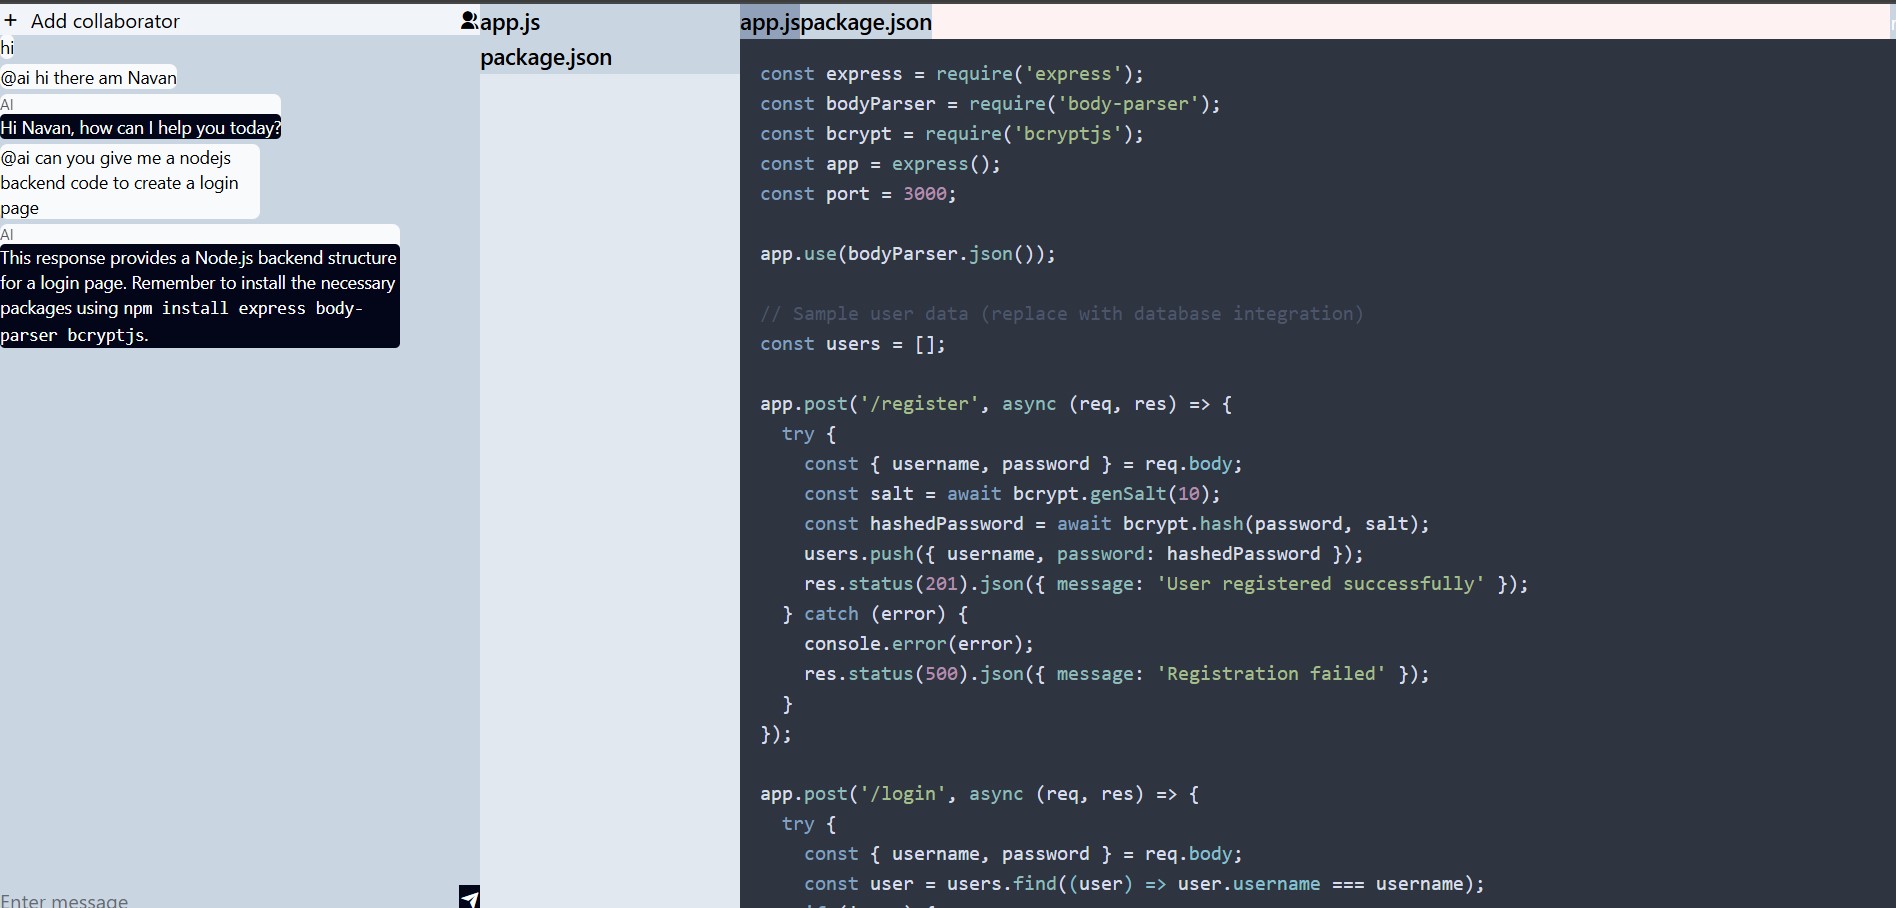 + Add collaborator
hi
@ai hi there am Navan
AI
Hi Navan, how can I help you today?
@ai can you give me a nodejs
backend code to create a login
page
AI
This response provides a Node.js backend structure
for a login page. Remember to install the necessary
packages using npm install express body-
parser bcryptjs.
Enter message
app.js
package.json
app.js package.json
const express = require('express');
const bodyParser = require('body-parser');
const bcrypt = require('bcryptjs');
const app = express();
const port = 3000;
app.use(bodyParser.json());
// Sample user data (replace with database integration)
const users = [];
app.post('/register', async (req, res) => {
  try {
    const { username, password } = req.body;
    const salt = await bcrypt.genSalt(10);
    const hashedPassword = await bcrypt.hash(password, salt);
    users.push({ username, password: hashedPassword });
    res.status(201).json({ message: 'User registered successfully' });
  } catch (error) {
    console.error(error);
    res.status(500).json({ message: 'Registration failed' });
  }
});
app.post('/login', async (req, res) => {
  try {
    const { username, password } = req.body;
    const user = users.find((user) => user.username === username);